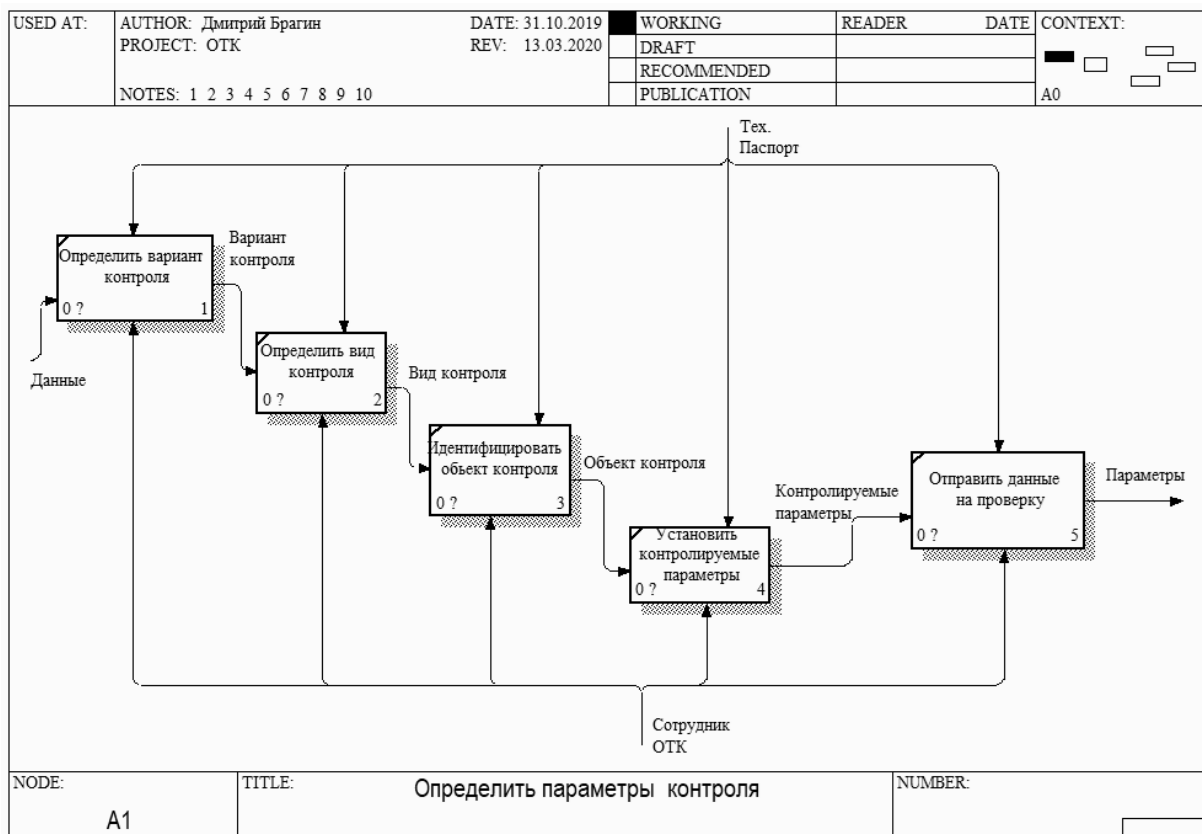 USED AT:
AUTHOR: Дмитрий Брагин
DATE: 31.10.2019
PROJECT: ОТК
REV: 13.03.2020
NOTES: 1 2 3 4 5 6 7 8 9 10
WORKING
DRAFT
RECOMMENDED
PUBLICATION
READER
DATE
CONTEXT:
A0
Тех.
Паспорт
Определить вариант
контроля
0 ?
1
Вариант
контроля
Данные
Определить вид
контроля
0 ?
2
Вид контроля
Идентифицировать
обьект контроля
0 ?
3
Объект контроля
Установить
контролируемые
параметры
0 ?
4
Контролируемые
параметры
Отправить данные
на проверку
0 ?
5
Параметры
Сотрудник
ОТК
NODE:
A1
TITLE:
Определить параметры контроля
NUMBER: